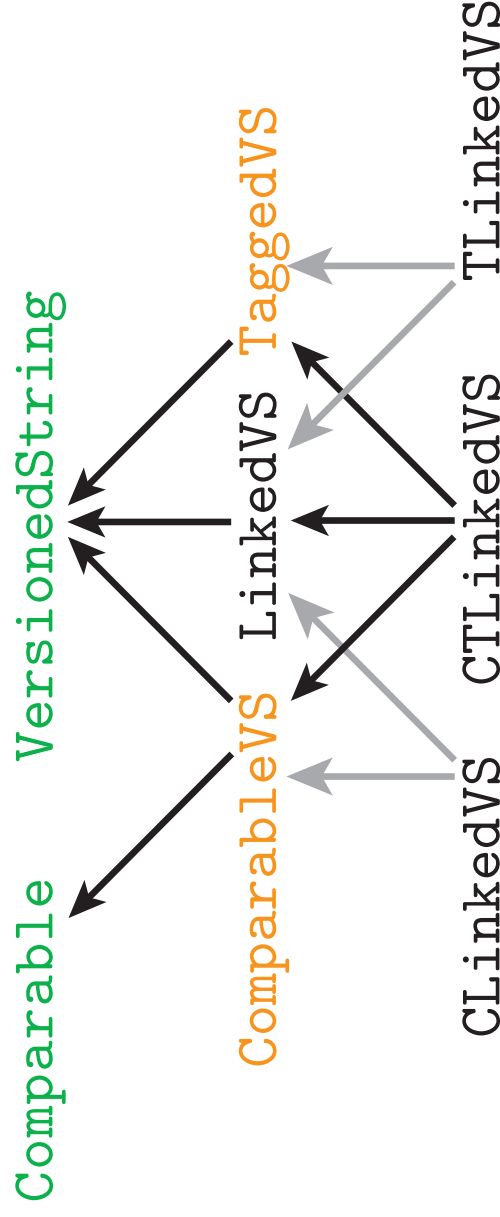 Comparable
VersionedString
ComparableVS
LinkedVS
TaggedVS
CLinkedVS
CTLinkedVS
TLinkedVS